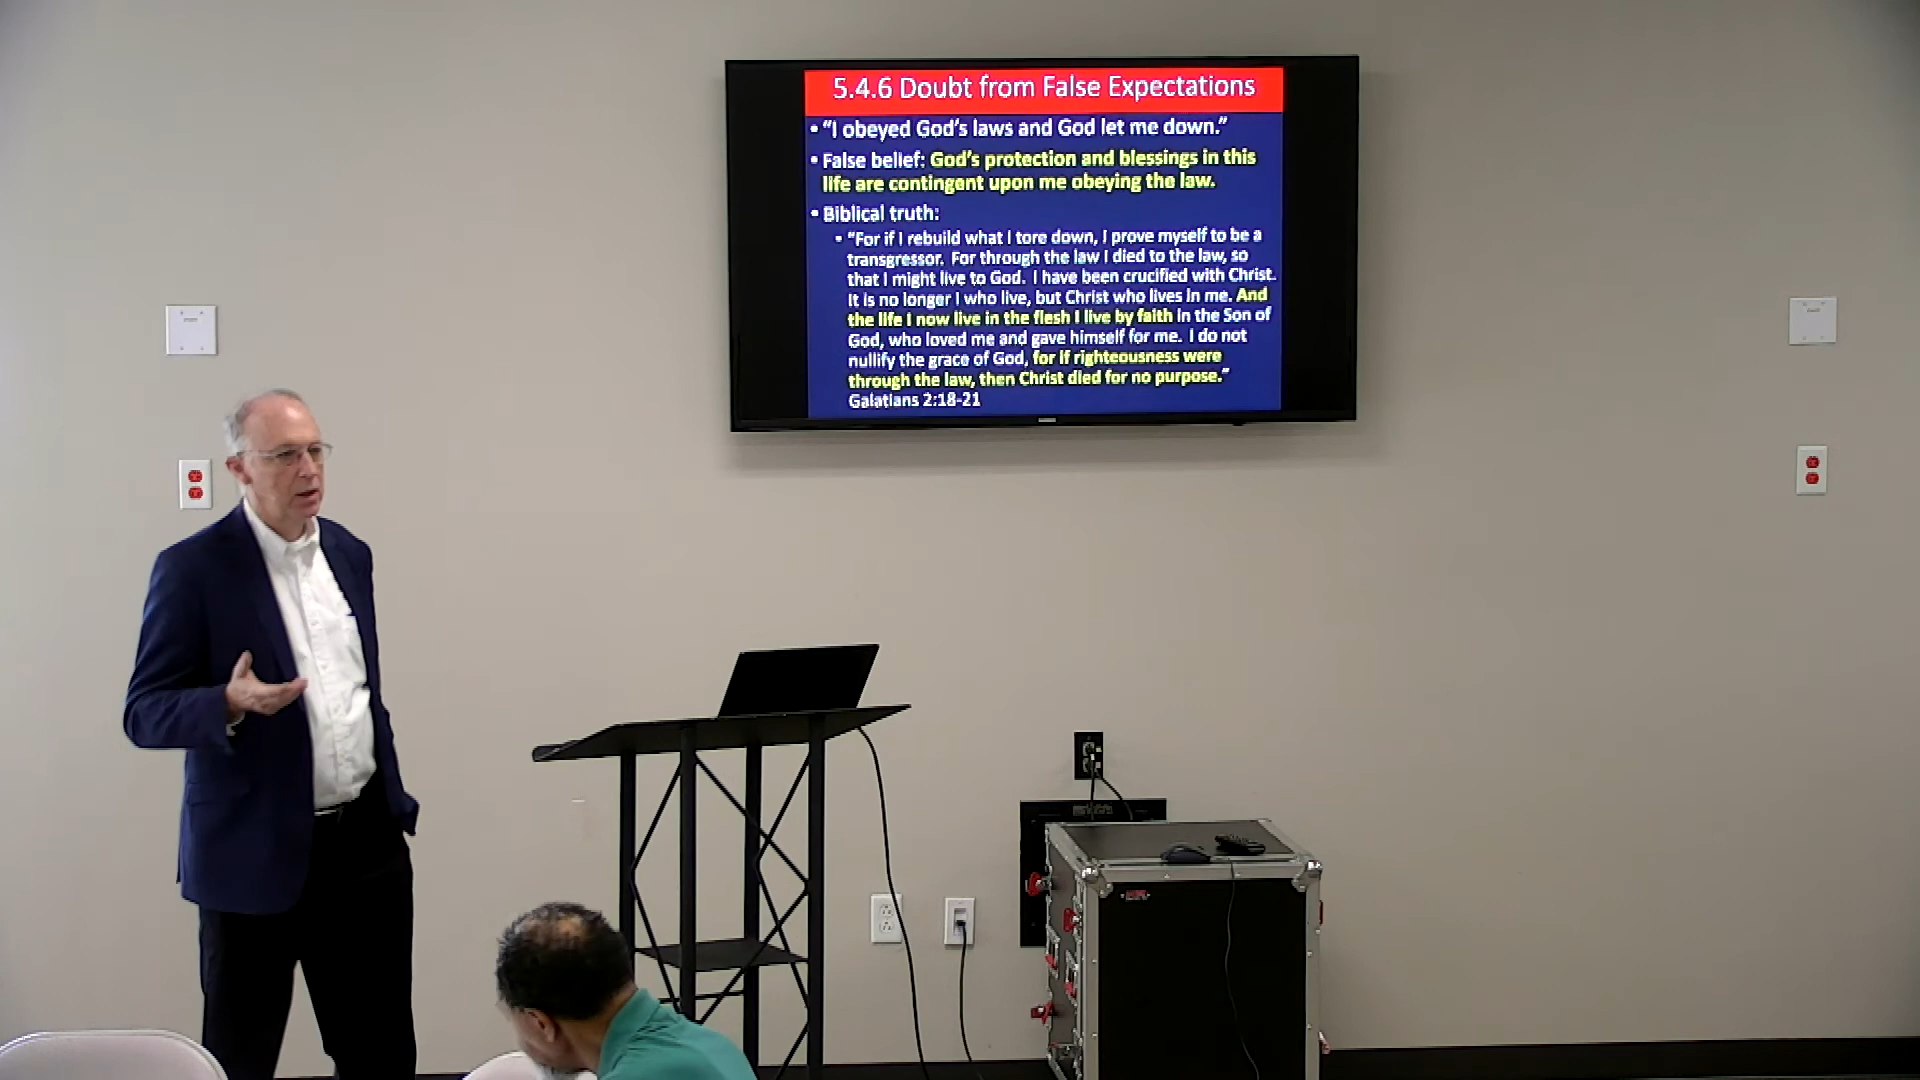 5.4.6 Doubt from False Expectations
• “I obeyed God’s laws and God let me down.”
• False belief: God’s protection and blessings in this
life are contingent upon me obeying the law.
• Biblical truth:
• “For if I rebuild what I tore down, I prove myself to be a
transgressor. For through the law I died to the law, so
that I might live to God. I have been crucified with Christ.
It is no longer I who live, but Christ who lives in me. And
the life I now live in the flesh I live by faith in the Son of
God, who loved me and gave himself for me. I do not
nullify the grace of God, for if righteousness were
through the law, then Christ died for no purpose.”
Galatians 2:18-21